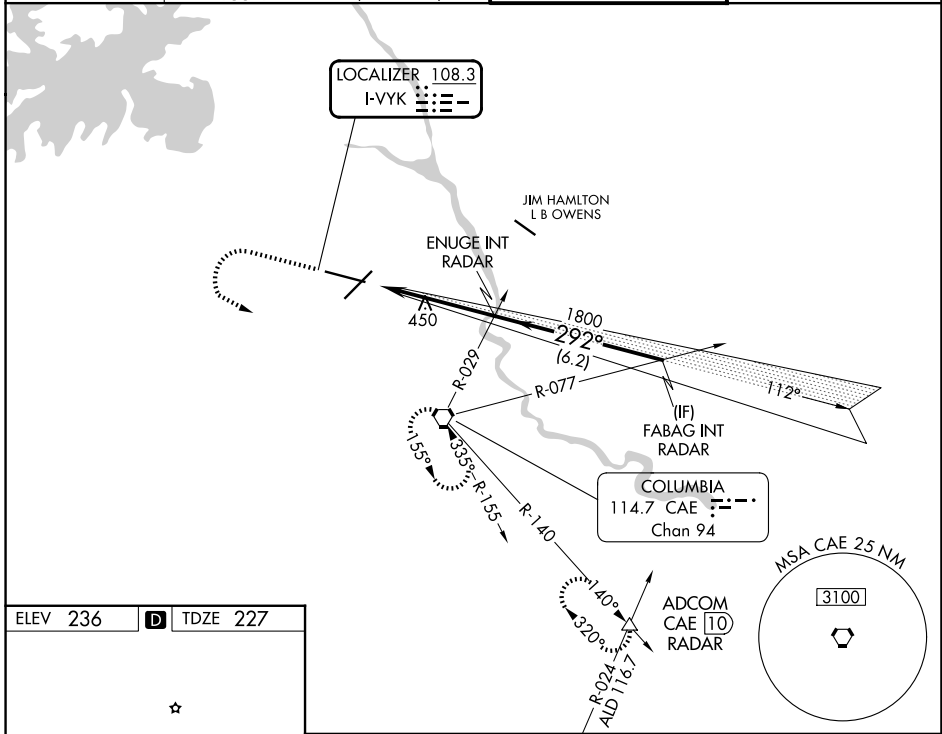 LOCALIZER 108.3
I-VYK
JIM HAMLTON
L B OWENS
ENUGE INT
RADAR
450
1800
292°
(6.2)
112°
R-029
R-077
(IF)
FABAG INT
RADAR
155°
335°
R-155
R-140
COLUMBIA
114.7 CAE
Chan 94
MSA CAE 25 NM
3100
140°
320°
ADCOM
CAE 10
RADAR
R-024
ALD 116.7
ELEV 236 D TDZE 227